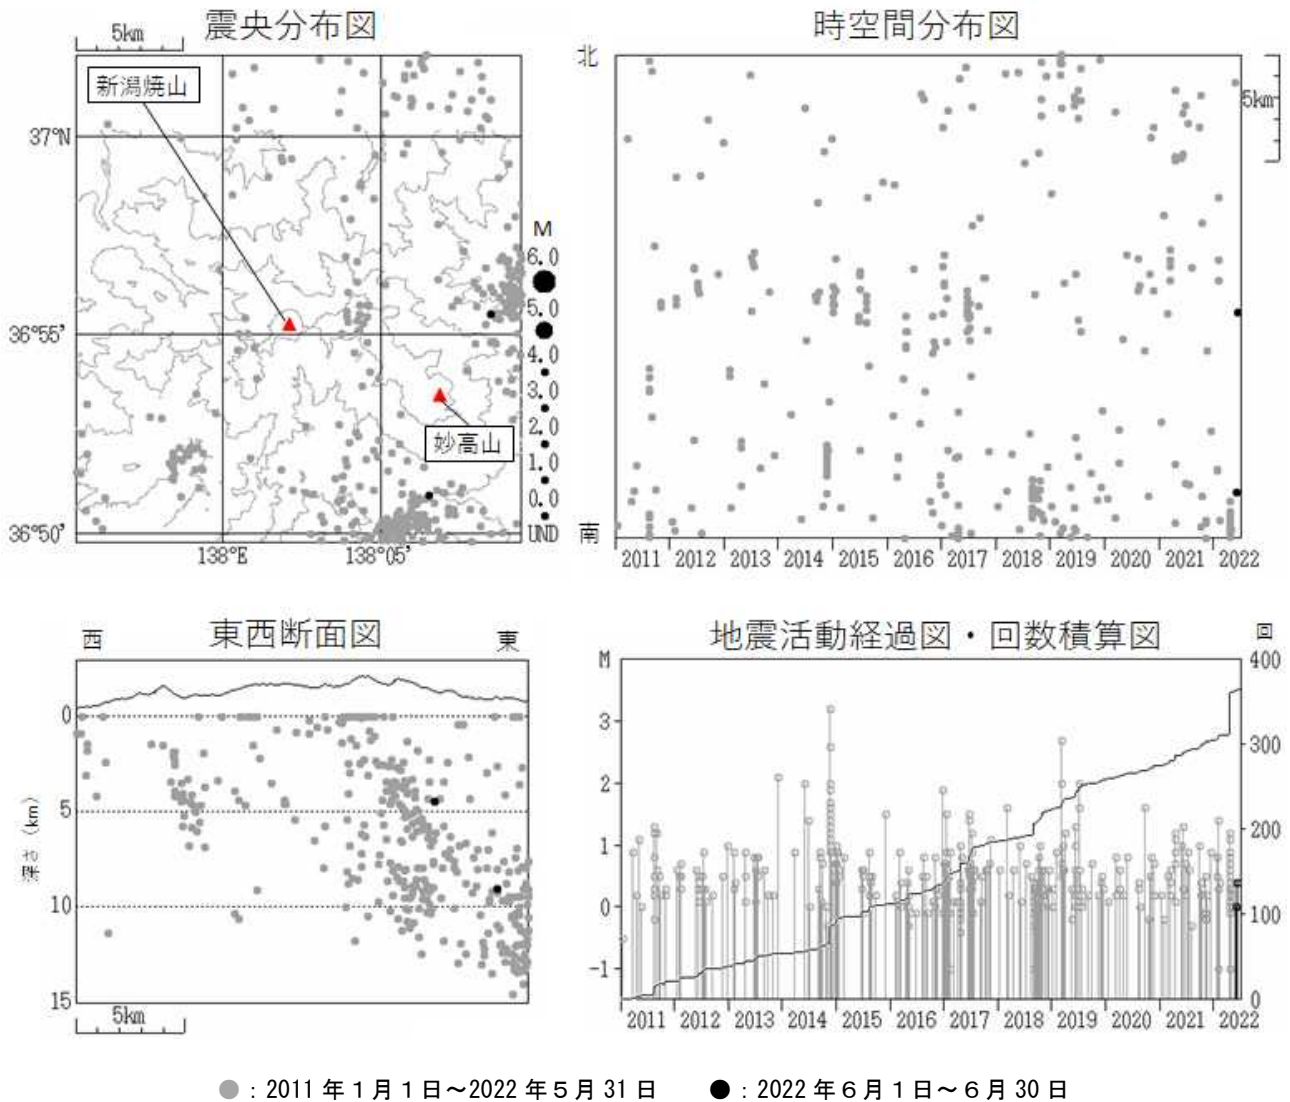 震央分布図
5km
新潟焼山
37°N
36°55’
妙高山
36°50’
138°E
138°05’
M
6.0
5.0
4.0
3.0
2.0
1.0
0.0
UND
時空間分布図
北
南
5km
2011 2012 2013 2014 2015 2016 2017 2018 2019 2020 2021 2022
東西断面図
西
東
0
5
10
15
深さ (km)
5km
地震活動経過図・回数積算図
M
回
3
2
1
0
-1
400
300
200
100
0
2011 2012 2013 2014 2015 2016 2017 2018 2019 2020 2021 2022
●：2011年1月1日～2022年5月31日 ●：2022年6月1日～6月30日